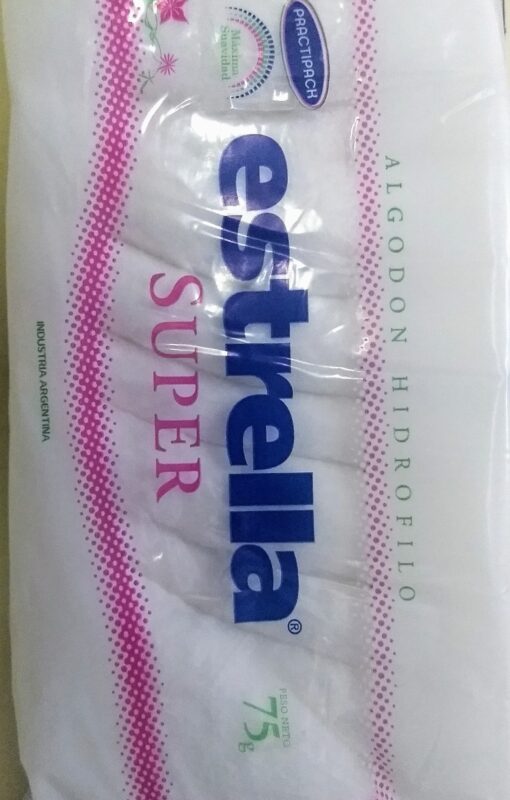 ALGODON HIDROFILO
PRACTIPACK
Máxima
Suavidad
estrella®
SUPER
PESO NETO
75g
INDUSTRIA ARGENTINA